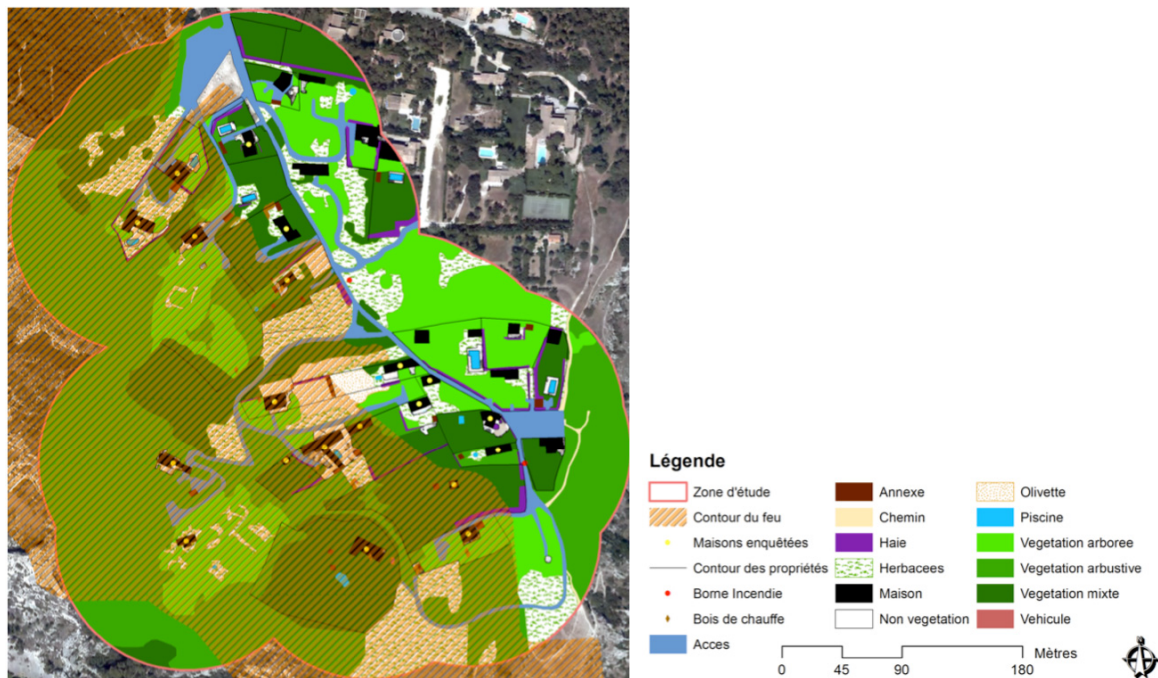 Légende
Zone d'étude
Contour du feu
Maisons enquêtées
Contour des propriétés
Borne Incendie
Bois de chauffe
Acces
Annexe
Chemin
Haie
Herbacees
Maison
Non vegetation
Olivette
Piscine
Vegetation arboree
Vegetation arbustive
Vegetation mixte
Vehicule
Mètres
0 45 90 180